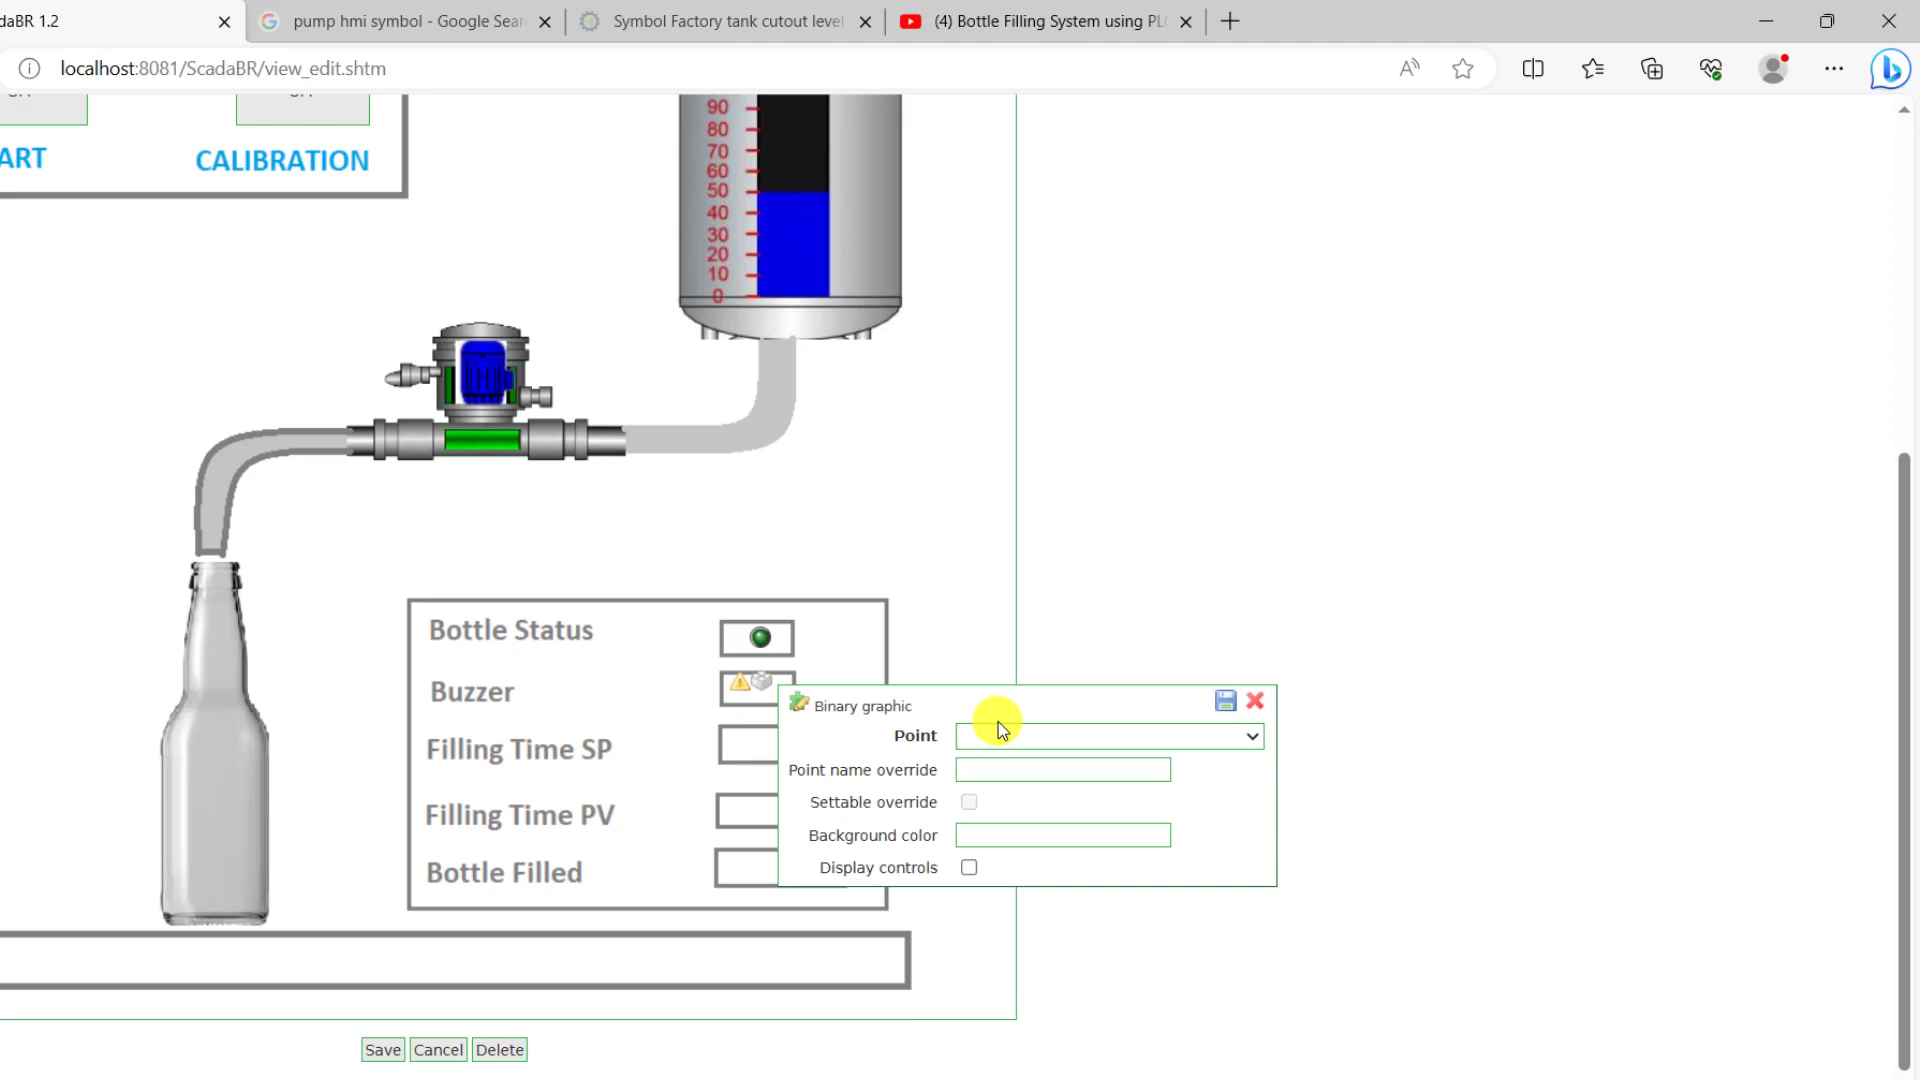 daBR 1.2
pump hmi symbol - Google Sear
Symbol Factory tank cutout level
(4) Bottle Filling System using PL
localhost:8081/ScadaBR/view_edit.shtm
ART
CALIBRATION
90
80
70
60
50
40
30
20
10
0
Bottle Status
Buzzer
Filling Time SP
Filling Time PV
Bottle Filled
Binary graphic
Point
Point name override
Settable override
Background color
Display controls
Save Cancel Delete